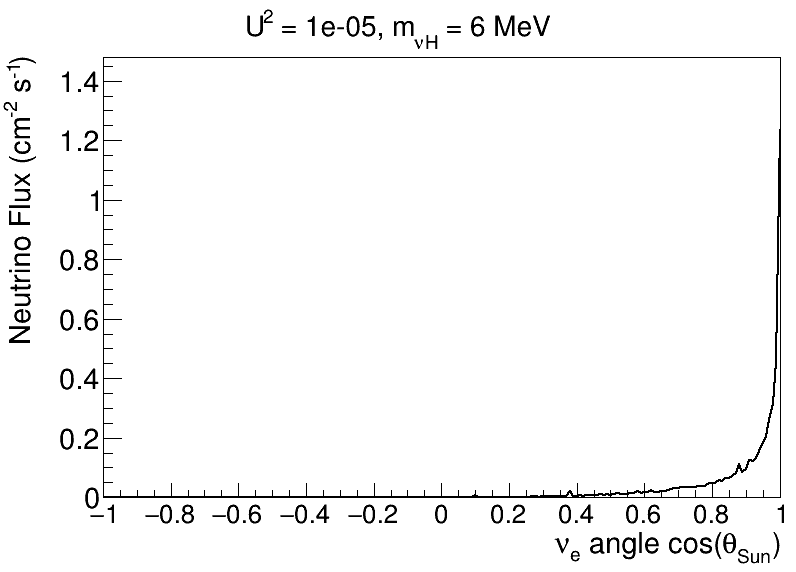 U² = 1e-05, m_νH = 6 MeV
Neutrino Flux (cm⁻² s⁻¹)
1.4
1.2
1
0.8
0.6
0.4
0.2
0
−1 −0.8 −0.6 −0.4 −0.2 0 0.2 0.4 0.6 0.8 1
ν_e angle cos(θ_Sun)